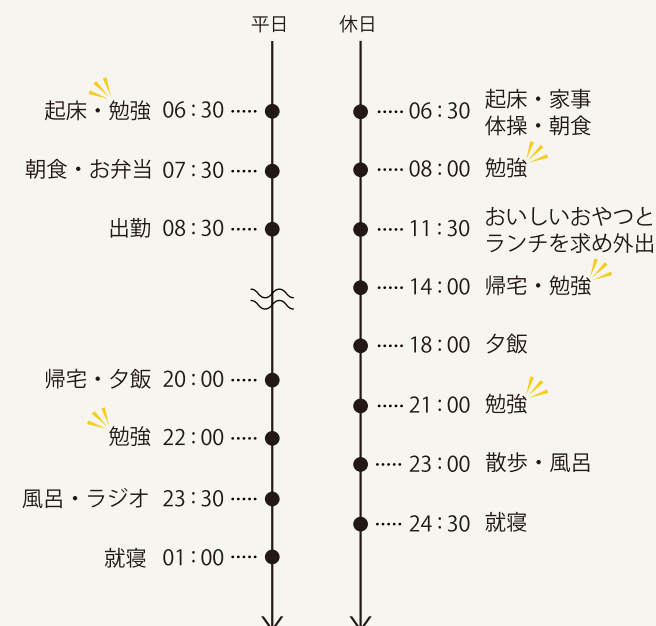 平日
起床・勉強 06:30
朝食・お弁当 07:30
出勤 08:30
帰宅・夕飯 20:00
勉強 22:00
風呂・ラジオ 23:30
就寝 01:00
休日
06:30 起床・家事
体操・朝食
08:00 勉強
11:30 おいしいおやつと
ランチを求め外出
14:00 帰宅・勉強
18:00 夕飯
21:00 勉強
23:00 散歩・風呂
24:30 就寝